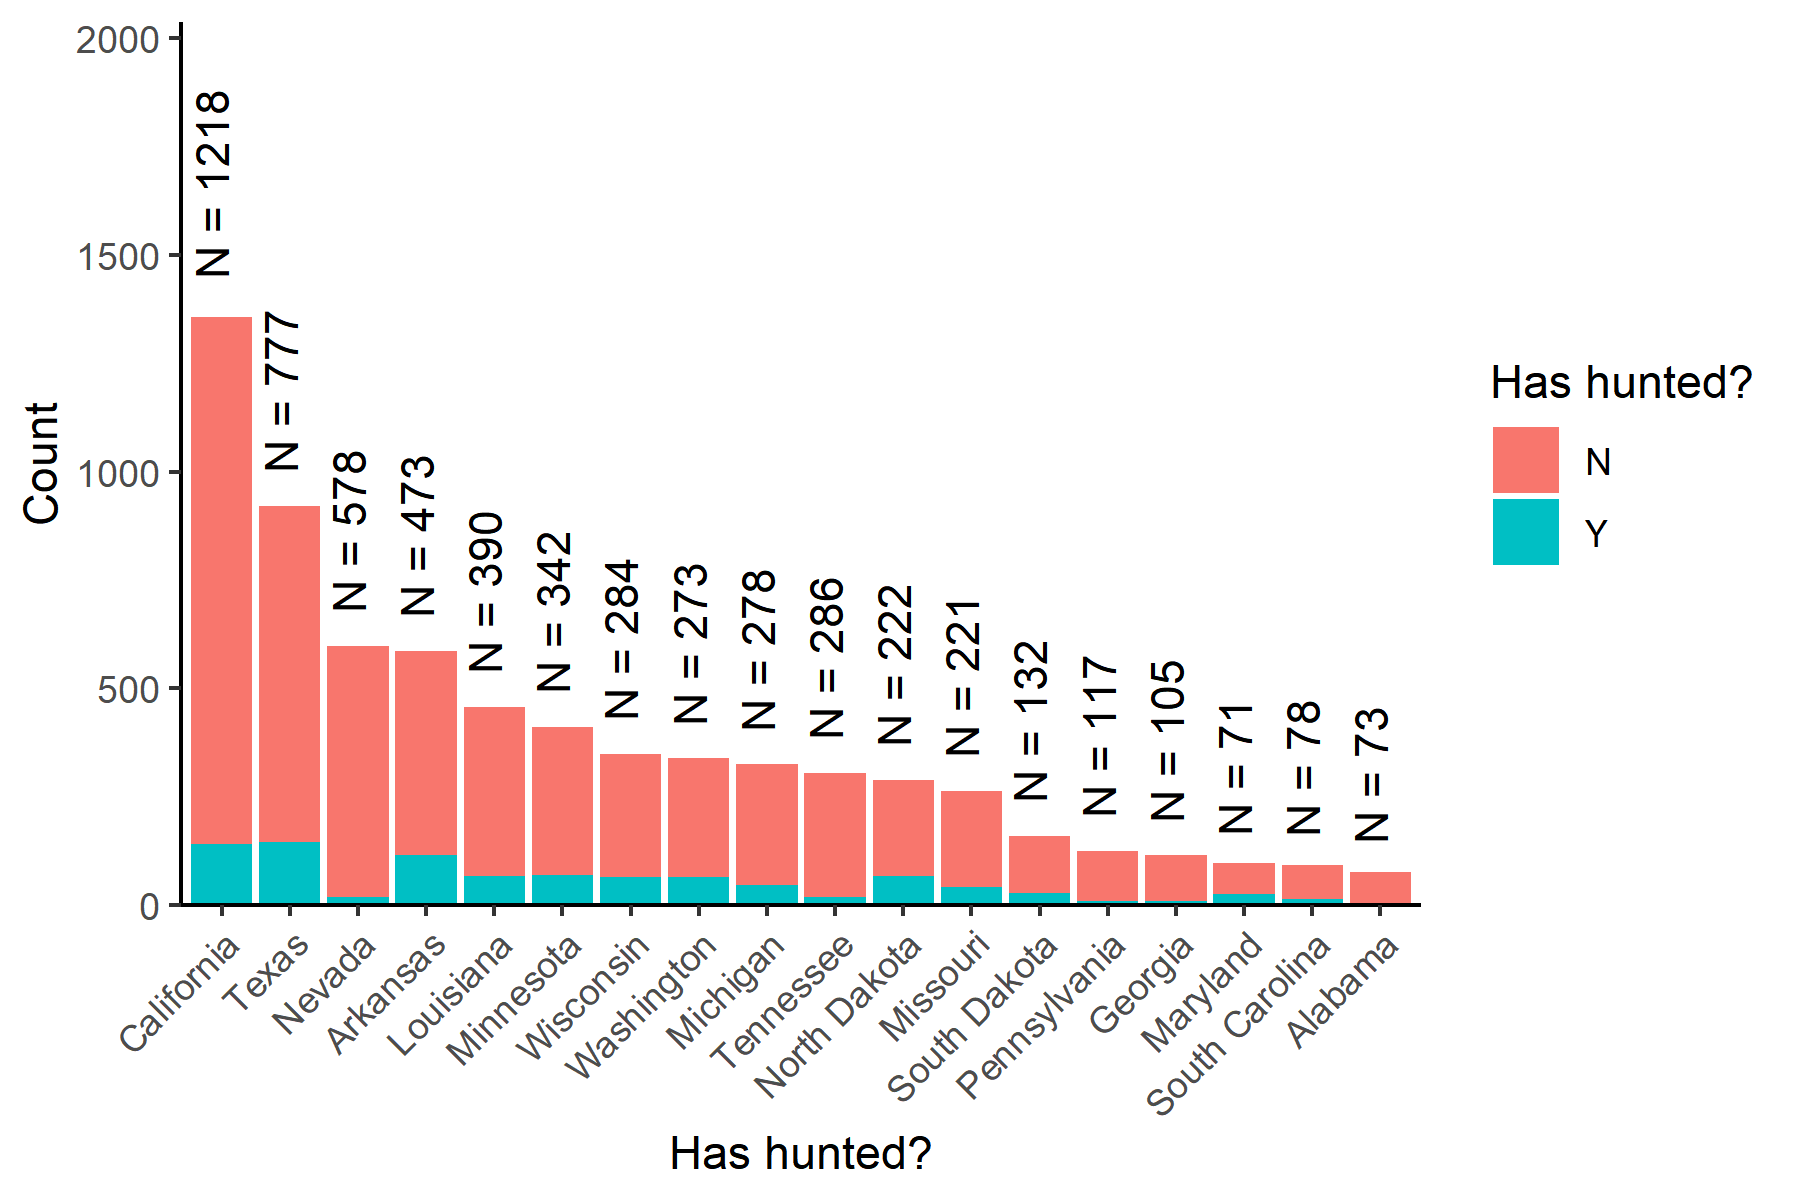 2000
1500
1000
500
0
Count
N = 1218
N = 777
N = 578
N = 473
N = 390
N = 342
N = 284
N = 273
N = 278
N = 286
N = 222
N = 221
N = 132
N = 117
N = 105
N = 71
N = 78
N = 73
California
Texas
Nevada
Arkansas
Louisiana
Minnesota
Wisconsin
Washington
Michigan
Tennessee
North Dakota
Missouri
South Dakota
Pennsylvania
Georgia
Maryland
South Carolina
Alabama
Has hunted?
Has hunted?
N
Y